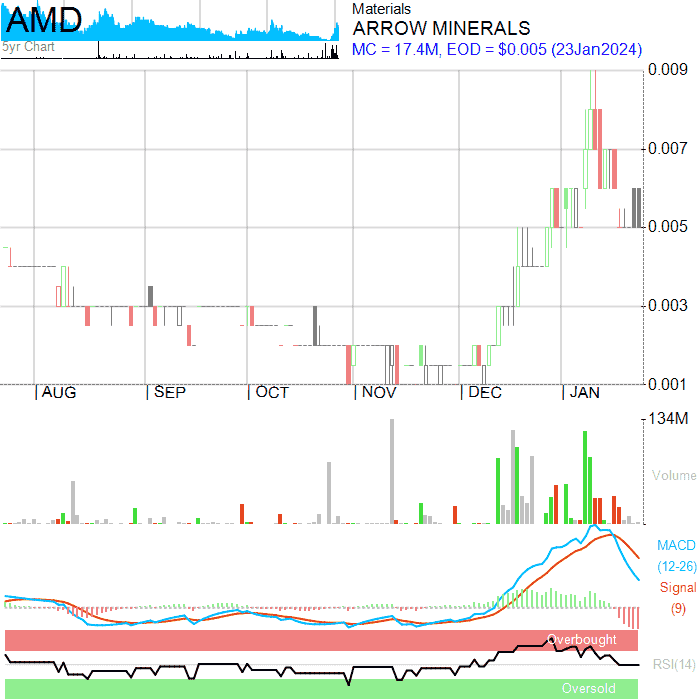 AMD
5yr Chart
Materials
ARROW MINERALS
MC = 17.4M, EOD = $0.005 (23Jan2024)
0.009
0.007
0.005
0.003
0.001
AUG SEP OCT NOV DEC JAN
134M
Volume
MACD
(12-26)
Signal
(9)
Overbought
RSI(14)
Oversold